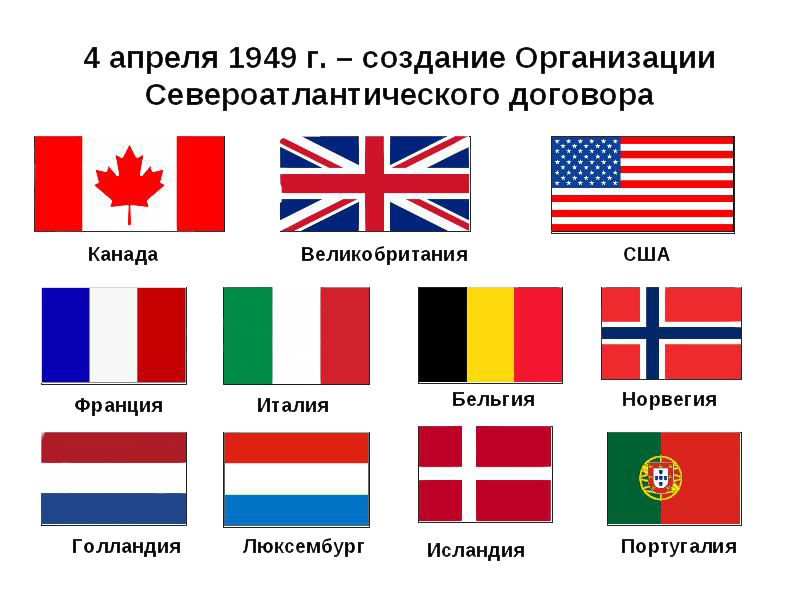 4 апреля 1949 г. – создание Организации
Североатлантического договора
Канада
Великобритания
США
Франция
Италия
Бельгия
Норвегия
Голландия
Люксембург
Исландия
Португалия